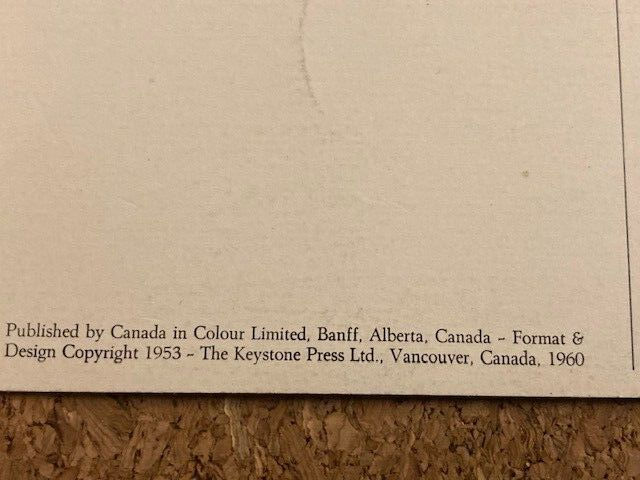 Published by Canada in Colour Limited, Banff, Alberta, Canada - Format &
Design Copyright 1953 - The Keystone Press Ltd., Vancouver, Canada, 1960